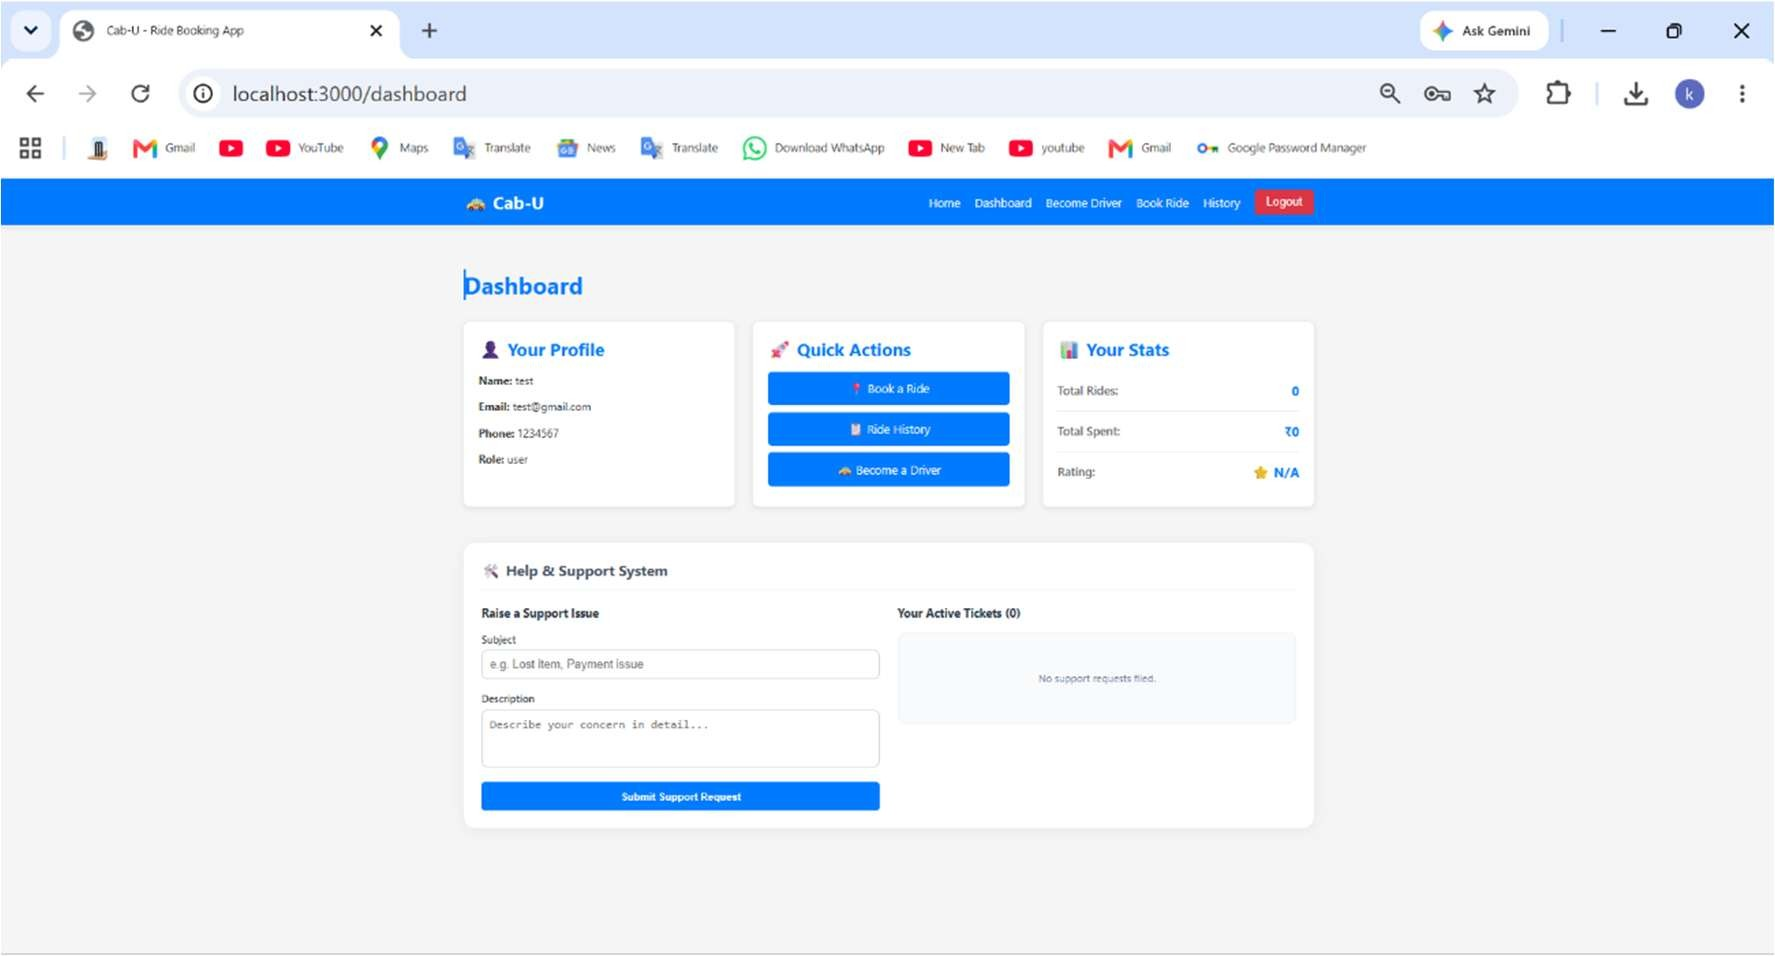 Cab-U - Ride Booking App
Ask Gemini
localhost:3000/dashboard
k
Gmail YouTube Maps Translate News Translate Download WhatsApp New Tab youtube Gmail Google Password Manager
Cab-U
Home Dashboard Become Driver Book Ride History Logout
Dashboard
Your Profile
Name: test
Email: test@gmail.com
Phone: 1234567
Role: user
Quick Actions
Book a Ride
Ride History
Become a Driver
Your Stats
Total Rides: 0
Total Spent: ₹0
Rating: N/A
Help & Support System
Raise a Support Issue
Subject
e.g. Lost item, Payment issue
Description
Describe your concern in detail...
Submit Support Request
Your Active Tickets (0)
No support requests filed.